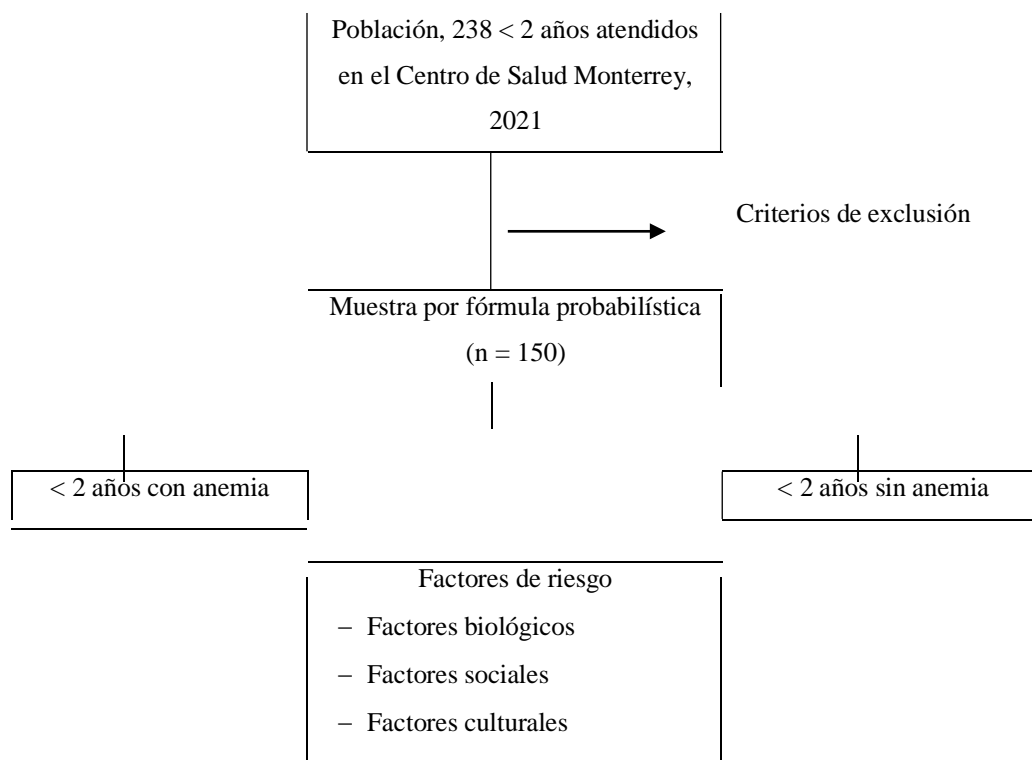 Población, 238 < 2 años atendidos
en el Centro de Salud Monterrey,
2021
Criterios de exclusión
Muestra por fórmula probabilística
(n = 150)
< 2 años con anemia
< 2 años sin anemia
Factores de riesgo
− Factores biológicos
− Factores sociales
− Factores culturales